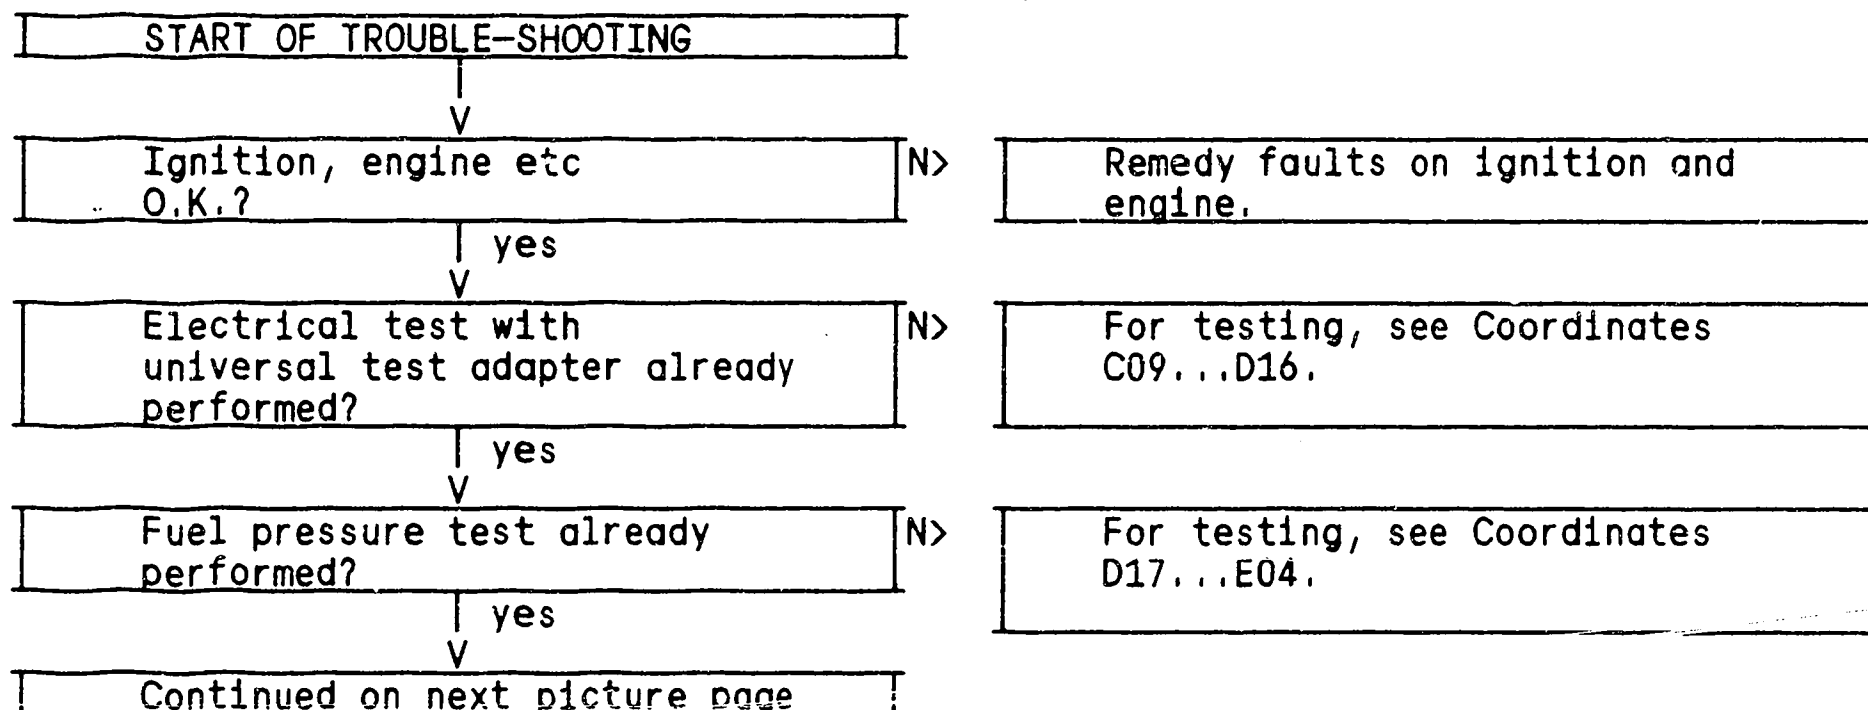 START OF TROUBLE-SHOOTING
V
Ignition, engine etc
O.K.?
N>
Remedy faults on ignition and
engine.
yes
V
Electrical test with
universal test adapter already
performed?
N>
For testing, see Coordinates
C09...D16.
yes
V
Fuel pressure test already
performed?
N>
For testing, see Coordinates
D17...E04.
yes
V
Continued on next picture page